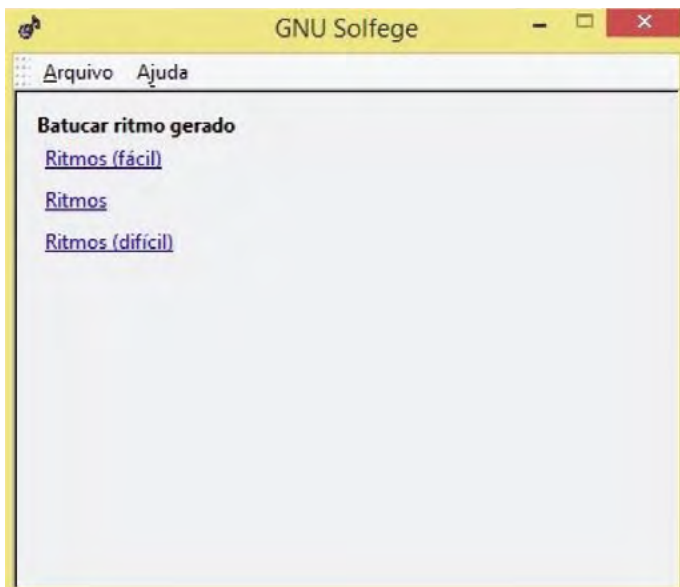 GNU Solfege
Arquivo Ajuda
Batucar ritmo gerado
Ritmos (fácil)
Ritmos
Ritmos (difícil)